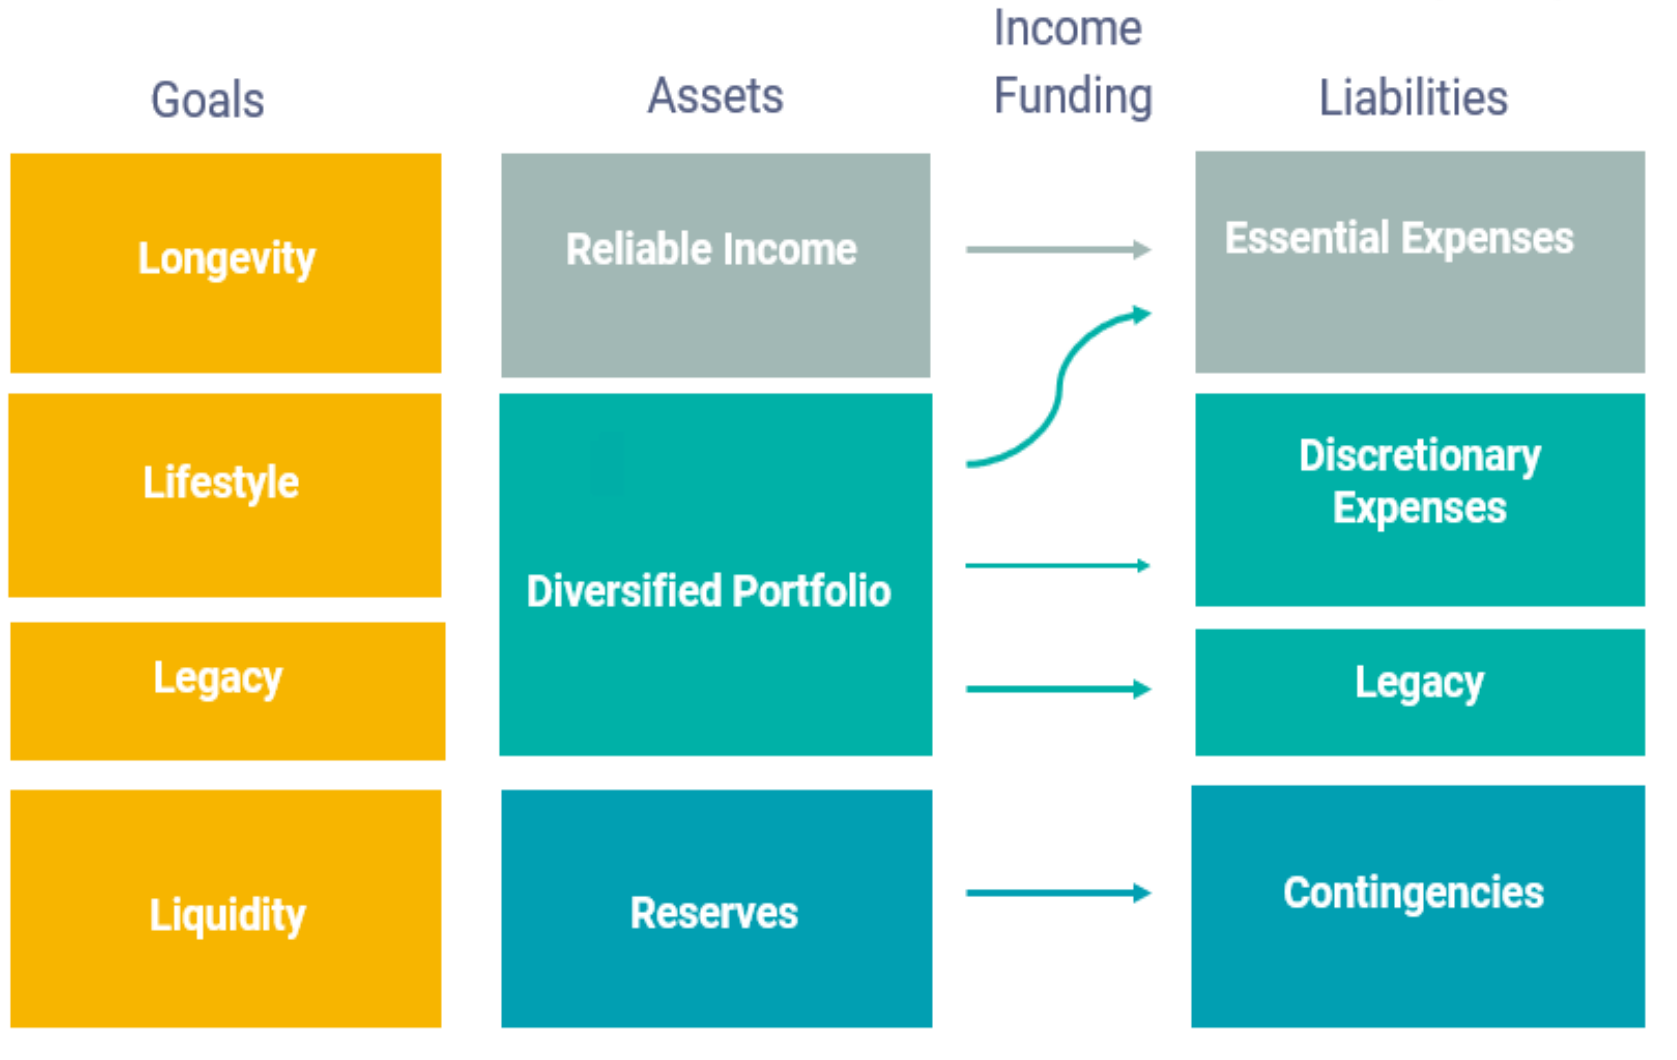 Goals
Assets
Income
Funding
Liabilities
Longevity
Reliable Income
Essential Expenses
Lifestyle
Diversified Portfolio
Discretionary
Expenses
Legacy
Legacy
Liquidity
Reserves
Contingencies